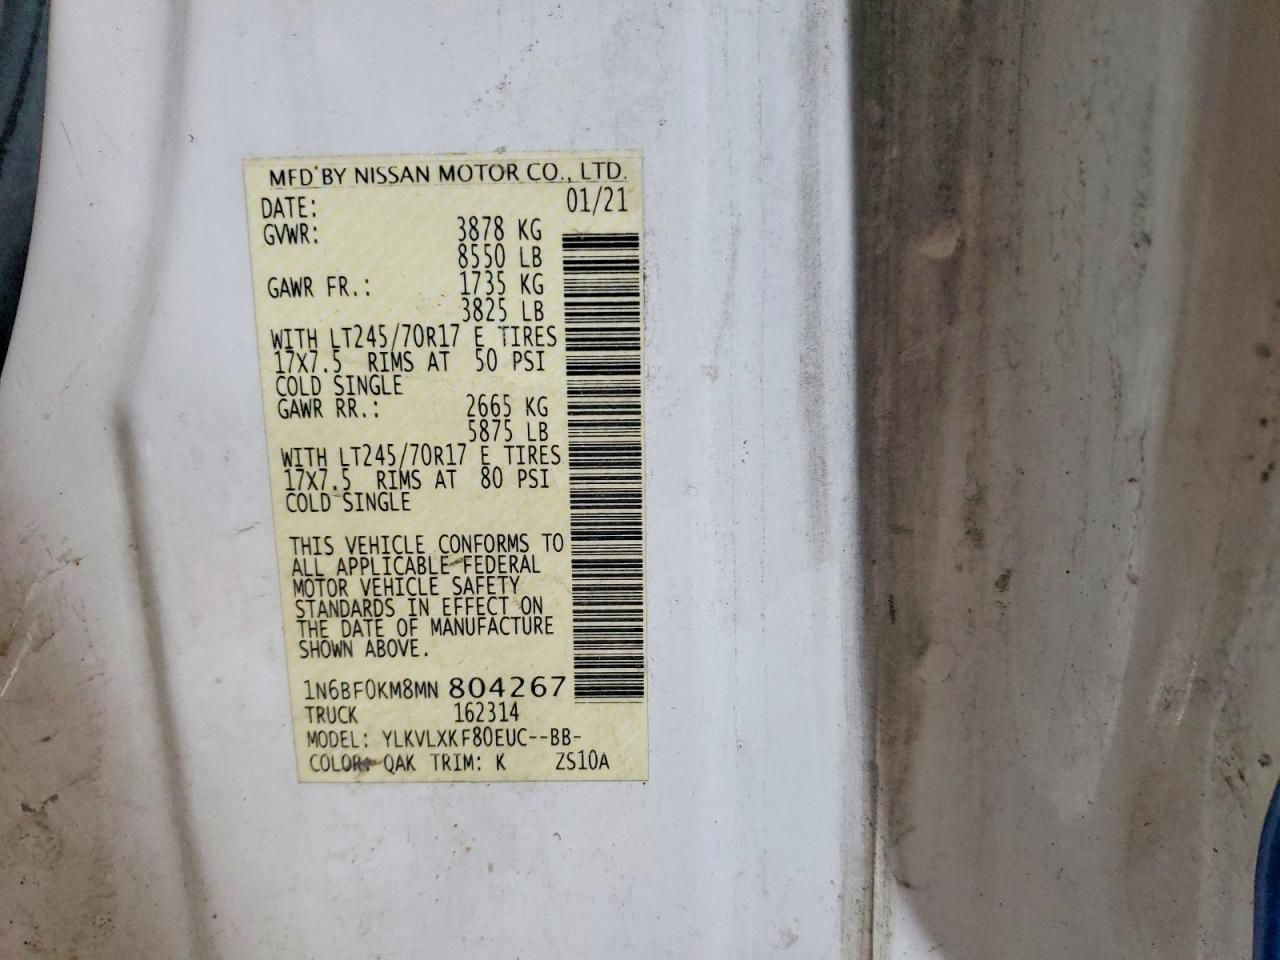 MFD'BY NISSAN MOTOR CO., LTD.
DATE: 01/21
GVWR: 3878 KG
8550 LB
GAWR FR.: 1735 KG
3825 LB
WITH LT245/70R17 E TIRES
17X7.5 RIMS AT 50 PSI
COLD SINGLE
GAWR RR.: 2665 KG
5875 LB
WITH LT245/70R17 E TIRES
17X7.5 RIMS AT 80 PSI
COLD SINGLE
THIS VEHICLE CONFORMS TO
ALL APPLICABLE FEDERAL
MOTOR VEHICLE SAFETY
STANDARDS IN EFFECT ON
THE DATE OF MANUFACTURE
SHOWN ABOVE.
1N6BF0KM8MN 804267
TRUCK 162314
MODEL: YLKVLXKF80EUC--BB-
COLOR: QAK TRIM: K ZS10A